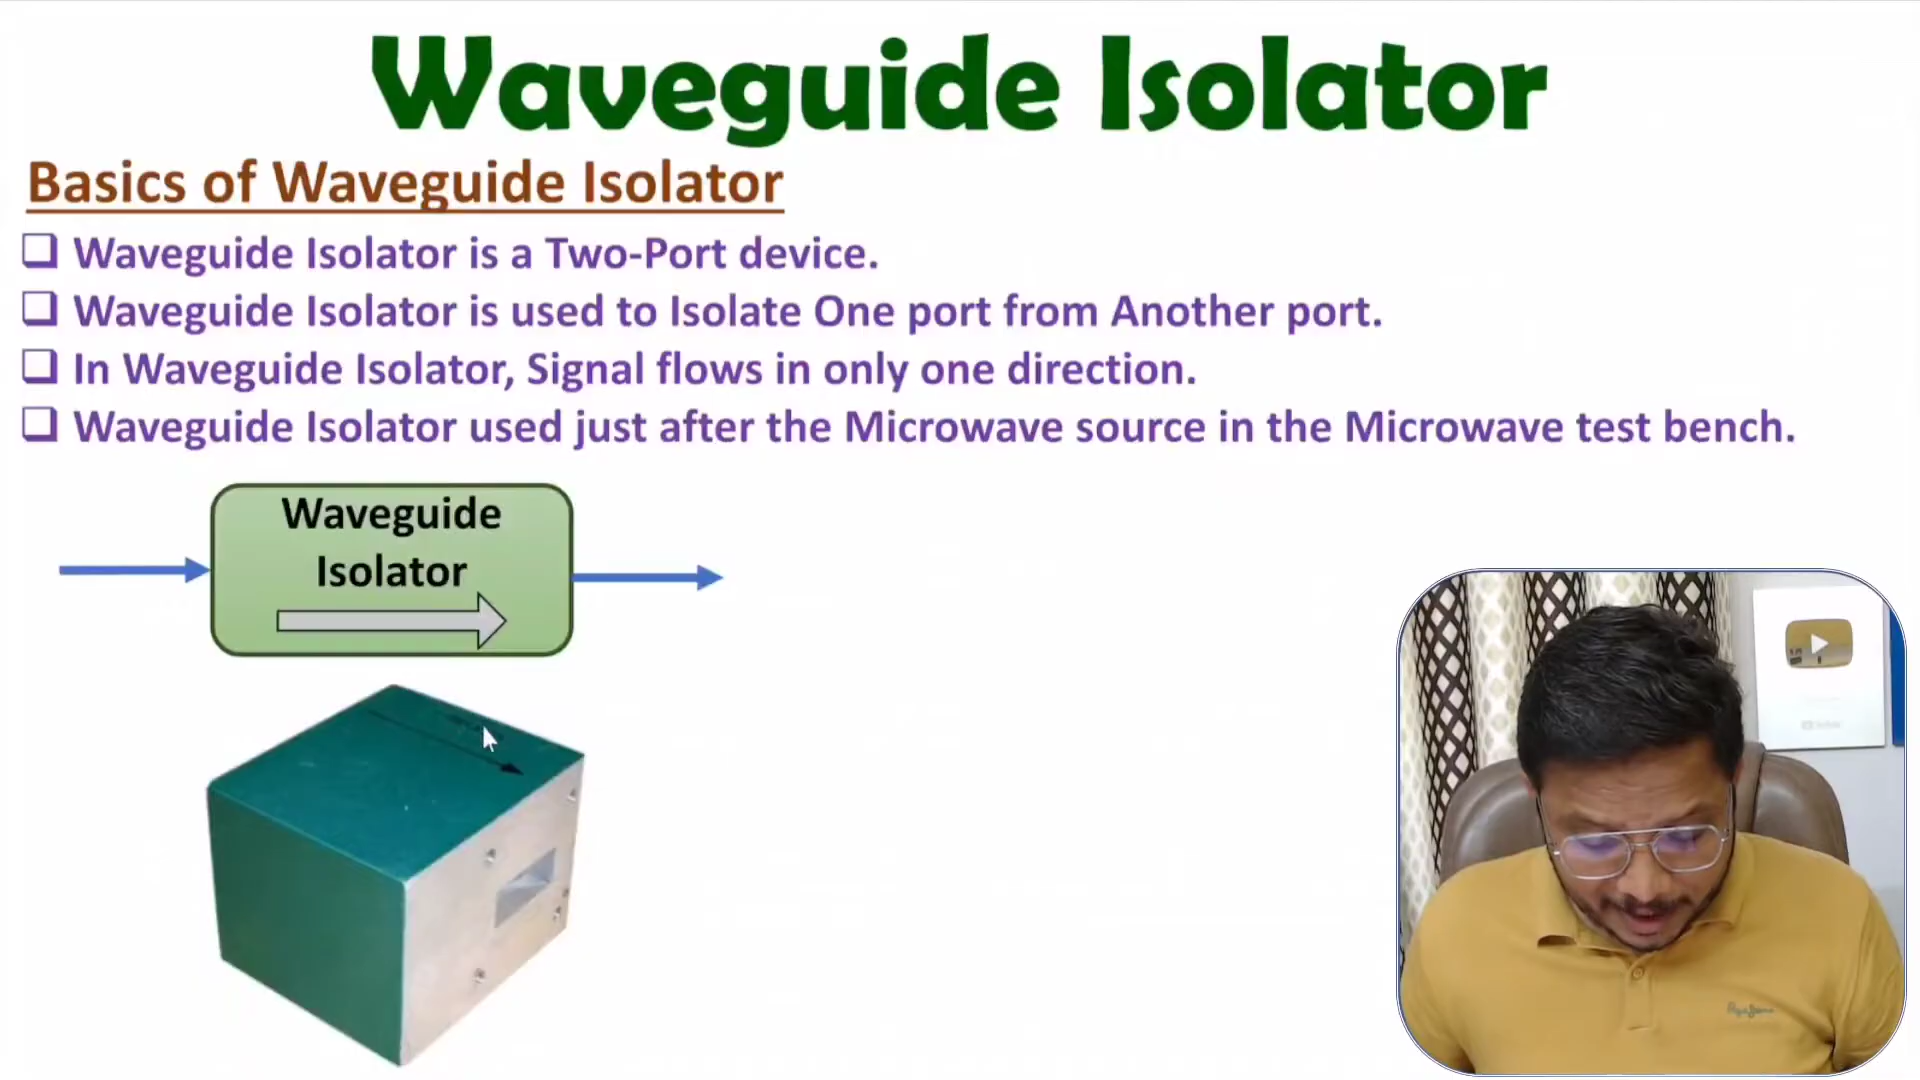 Waveguide Isolator
Basics of Waveguide Isolator
Waveguide Isolator is a Two-Port device.
Waveguide Isolator is used to Isolate One port from Another port.
In Waveguide Isolator, Signal flows in only one direction.
Waveguide Isolator used just after the Microwave source in the Microwave test bench.
Waveguide
Isolator